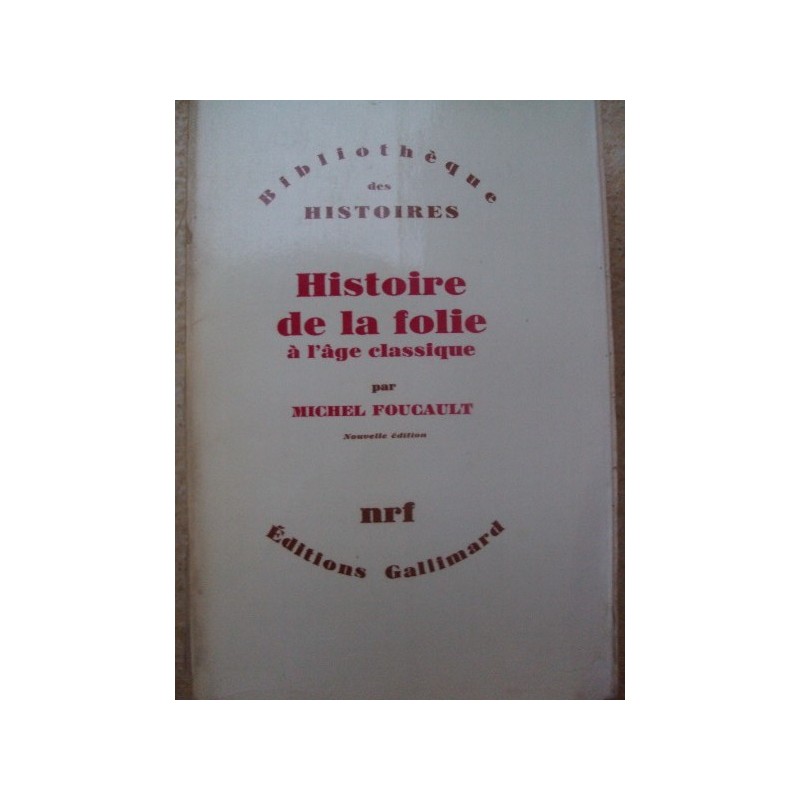 Bibliothèque
des
HISTOIRES
Histoire
de la folie
à l'âge classique
par
MICHEL FOUCAULT
Nouvelle édition
nrf
Éditions Gallimard